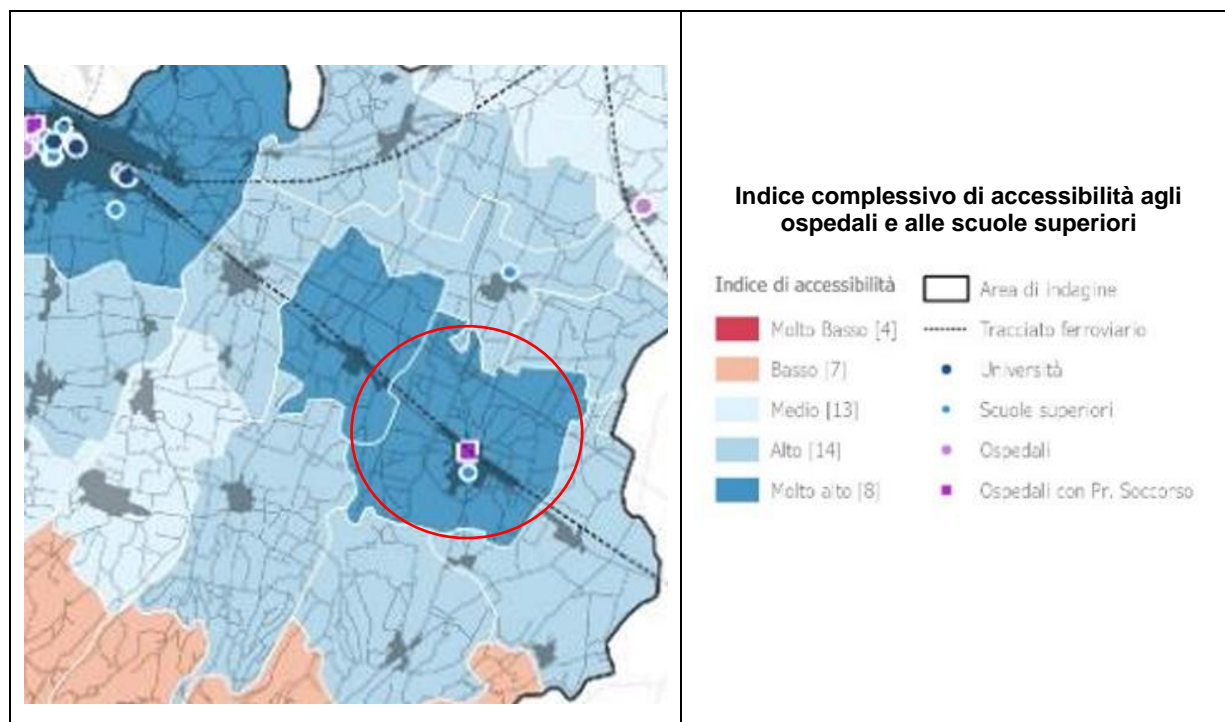 Indice complessivo di accessibilità agli
ospedali e alle scuole superiori
Indice di accessibilità
Molto Basso [4]
Basso [7]
Medio [13]
Alto [14]
Molto alto [8]
Area di indagine
Tracciato ferroviario
Università
Scuole superiori
Ospedali
Ospedali con Pr. Soccorso